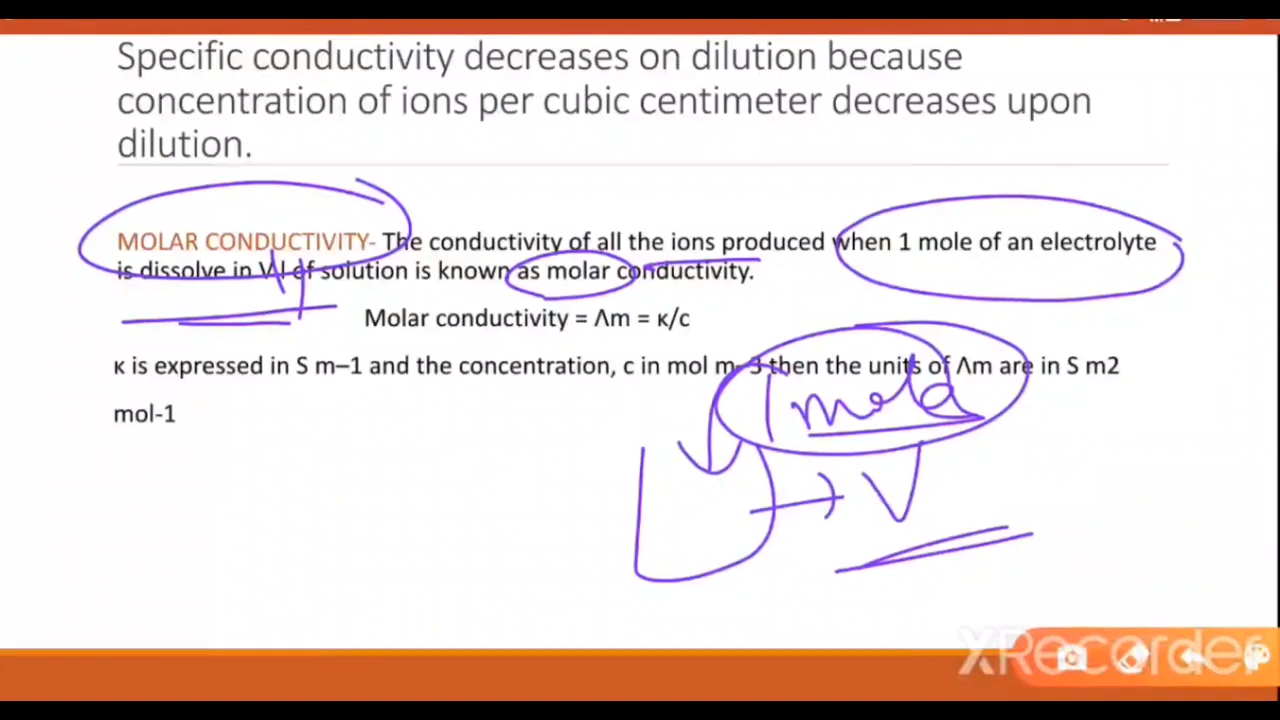 Specific conductivity decreases on dilution because
concentration of ions per cubic centimeter decreases upon
dilution.
MOLAR CONDUCTIVITY- The conductivity of all the ions produced when 1 mole of an electrolyte
is dissolve in of solution is known as molar conductivity.
Molar conductivity = Λm = κ/c
κ is expressed in S m–1 and the concentration, c in mol m–3 then the units of Λm are in S m2
mol-1
1 mole
V
XRecorder